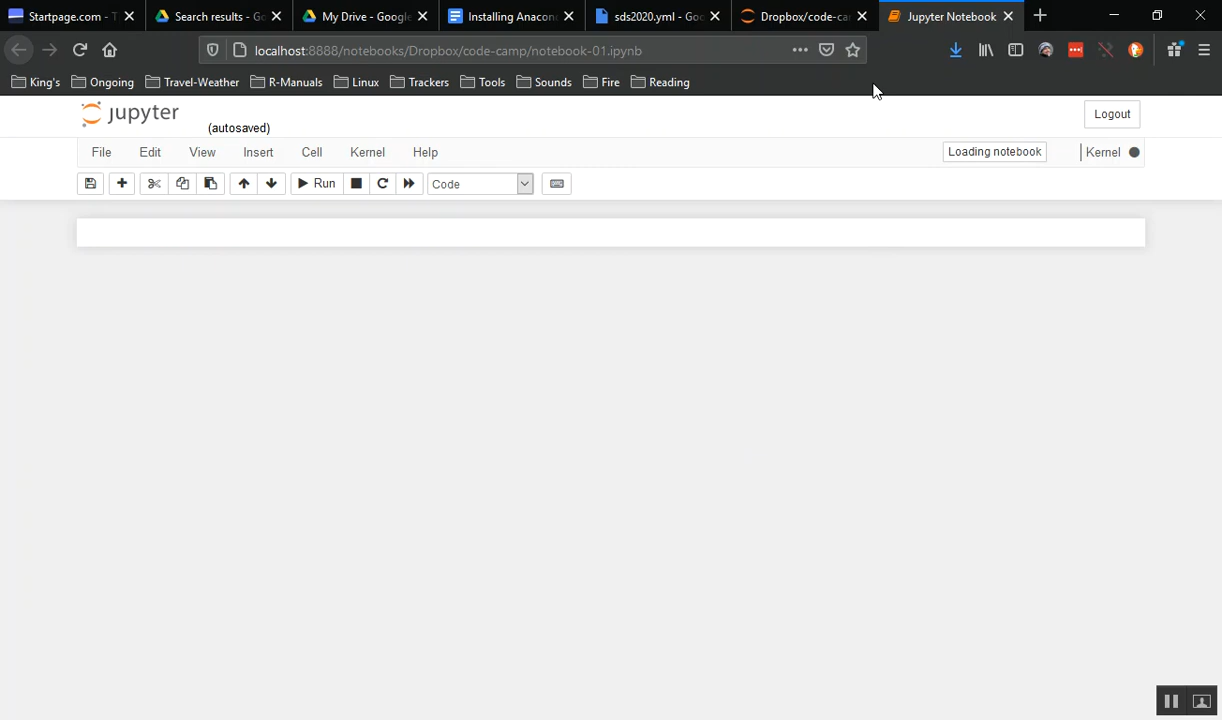 Startpage.com - T
Search results - Go
My Drive - Google
Installing Anacon
sds2020.yml - Goo
Dropbox/code-ca
Jupyter Notebook
localhost:8888/notebooks/Dropbox/code-camp/notebook-01.ipynb
King's Ongoing Travel-Weather R-Manuals Linux Trackers Tools Sounds Fire Reading
jupyter
(autosaved)
Logout
File Edit View Insert Cell Kernel Help
Loading notebook
Kernel
Run
Code